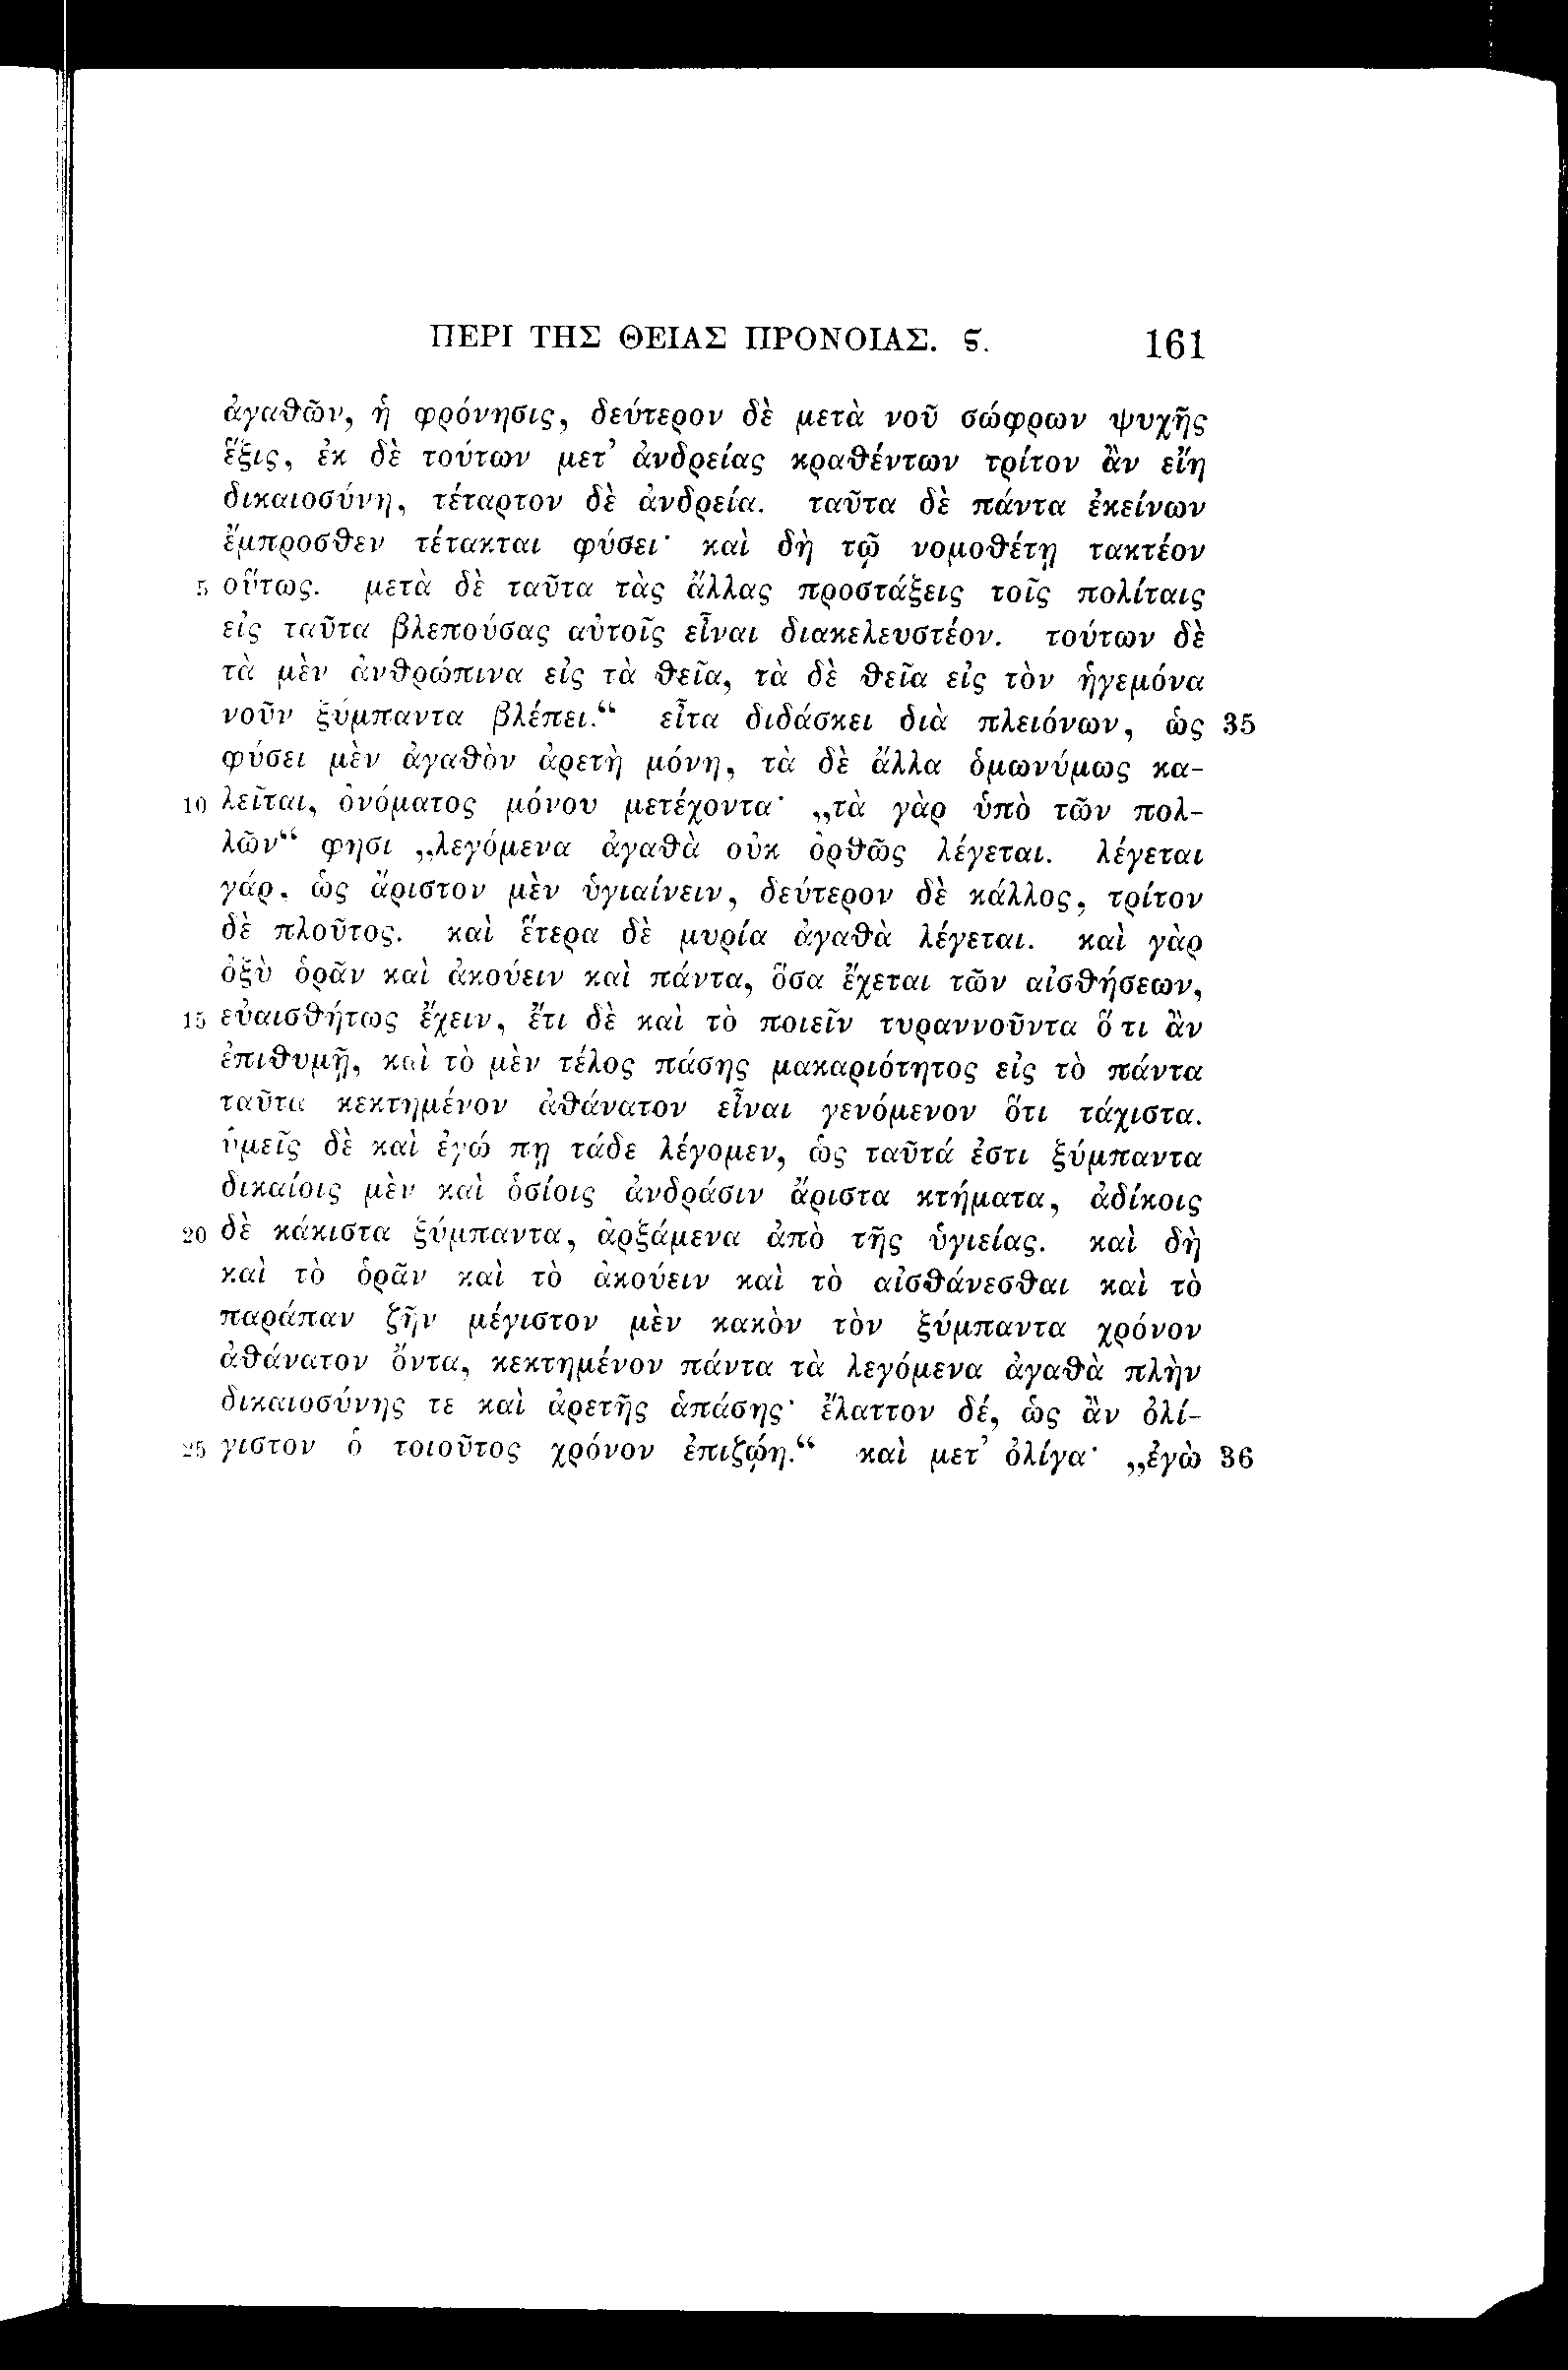 ΠΕΡΙ ΤΗΣ ΘΕΙΑΣ ΠΡΟΝΟΙΑΣ. Ϛ. 161
ἀγαθῶν, ἡ φρόνησις, δεύτερον δὲ μετὰ νοῦ σώφρων ψυχῆς
ἕξις, ἐκ δὲ τούτων μετ’ ἀνδρείας κραθέντων τρίτον ἂν εἴη
δικαιοσύνη, τέταρτον δὲ ἀνδρεία. ταῦτα δὲ πάντα ἐκείνων
ἔμπροσθεν τέτακται φύσει· καὶ δὴ τῷ νομοθέτῃ τακτέον
5 οὕτως. μετὰ δὲ ταῦτα τὰς ἄλλας προστάξεις τοῖς πολίταις
εἰς ταῦτα βλεπούσας αὐτοῖς εἶναι διακελευστέον. τούτων δὲ
τὰ μὲν ἀνθρώπινα εἰς τὰ θεῖα, τὰ δὲ θεῖα εἰς τὸν ἡγεμόνα
νοῦν ξύμπαντα βλέπει.“ εἶτα διδάσκει διὰ πλειόνων, ὡς 35
φύσει μὲν ἀγαθὸν ἀρετὴ μόνη, τὰ δὲ ἄλλα ὁμωνύμως κα-
10 λεῖται, ὀνόματος μόνου μετέχοντα· „τὰ γὰρ ὑπὸ τῶν πολ-
λῶν“ φησι „λεγόμενα ἀγαθὰ οὐκ ὀρθῶς λέγεται. λέγεται
γάρ, ὡς ἄριστον μὲν ὑγιαίνειν, δεύτερον δὲ κάλλος, τρίτον
δὲ πλοῦτος. καὶ ἕτερα δὲ μυρία ἀγαθὰ λέγεται. καὶ γὰρ
ὀξὺ ὁρᾶν καὶ ἀκούειν καὶ πάντα, ὅσα ἔχεται τῶν αἰσθήσεων,
15 εὐαισθήτως ἔχειν, ἔτι δὲ καὶ τὸ ποιεῖν τυραννοῦντα ὅ τι ἂν
ἐπιθυμῇ, καὶ τὸ μὲν τέλος πάσης μακαριότητος εἰς τὸ πάντα
ταῦτα κεκτημένον ἀθάνατον εἶναι γενόμενον ὅτι τάχιστα.
ὑμεῖς δὲ καὶ ἐγώ πῃ τάδε λέγομεν, ὡς ταῦτά ἐστι ξύμπαντα
δικαίοις μὲν καὶ ὁσίοις ἀνδράσιν ἄριστα κτήματα, ἀδίκοις
20 δὲ κάκιστα ξύμπαντα, ἀρξάμενα ἀπὸ τῆς ὑγιείας. καὶ δὴ
καὶ τὸ ὁρᾶν καὶ τὸ ἀκούειν καὶ τὸ αἰσθάνεσθαι καὶ τὸ
παράπαν ζῆν μέγιστον μὲν κακὸν τὸν ξύμπαντα χρόνον
ἀθάνατον ὄντα, κεκτημένον πάντα τὰ λεγόμενα ἀγαθὰ πλὴν
δικαιοσύνης τε καὶ ἀρετῆς ἁπάσης· ἔλαττον δέ, ὡς ἂν ὀλί-
25 γιστον ὁ τοιοῦτος χρόνον ἐπιζῴη.“ καὶ μετ’ ὀλίγα· „ἐγὼ 36